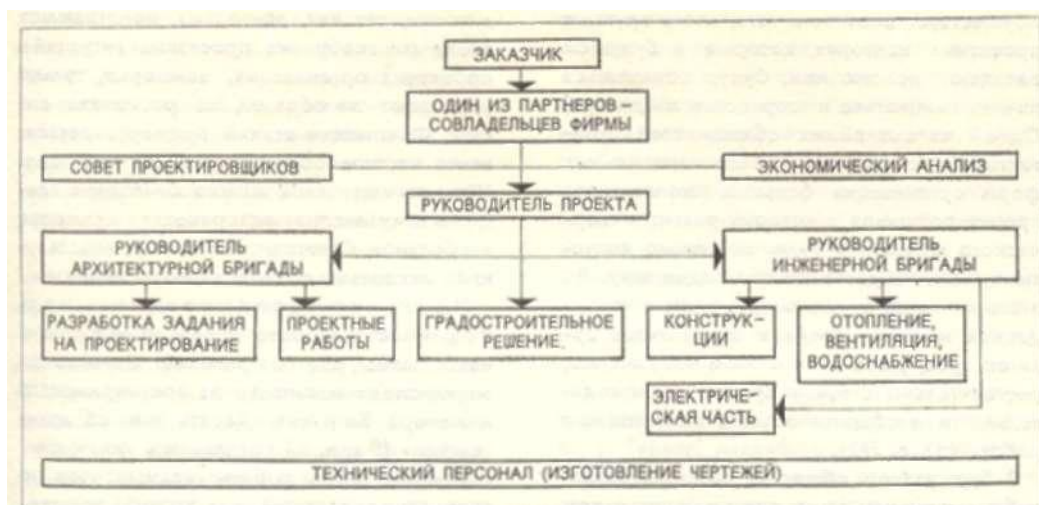 ЗАКАЗЧИК
ОДИН ИЗ ПАРТНЕРОВ–
СОВЛАДЕЛЬЦЕВ ФИРМЫ
СОВЕТ ПРОЕКТИРОВЩИКОВ
ЭКОНОМИЧЕСКИЙ АНАЛИЗ
РУКОВОДИТЕЛЬ ПРОЕКТА
РУКОВОДИТЕЛЬ
АРХИТЕКТУРНОЙ БРИГАДЫ
РУКОВОДИТЕЛЬ
ИНЖЕНЕРНОЙ БРИГАДЫ
РАЗРАБОТКА ЗАДАНИЯ
НА ПРОЕКТИРОВАНИЕ
ПРОЕКТНЫЕ
РАБОТЫ
ГРАДОСТРОИТЕЛЬНОЕ
РЕШЕНИЕ
КОНСТРУК-
ЦИИ
ОТОПЛЕНИЕ,
ВЕНТИЛЯЦИЯ,
ВОДОСНАБЖЕНИЕ
ЭЛЕКТРИЧЕ-
СКАЯ ЧАСТЬ
ТЕХНИЧЕСКИЙ ПЕРСОНАЛ (ИЗГОТОВЛЕНИЕ ЧЕРТЕЖЕЙ)